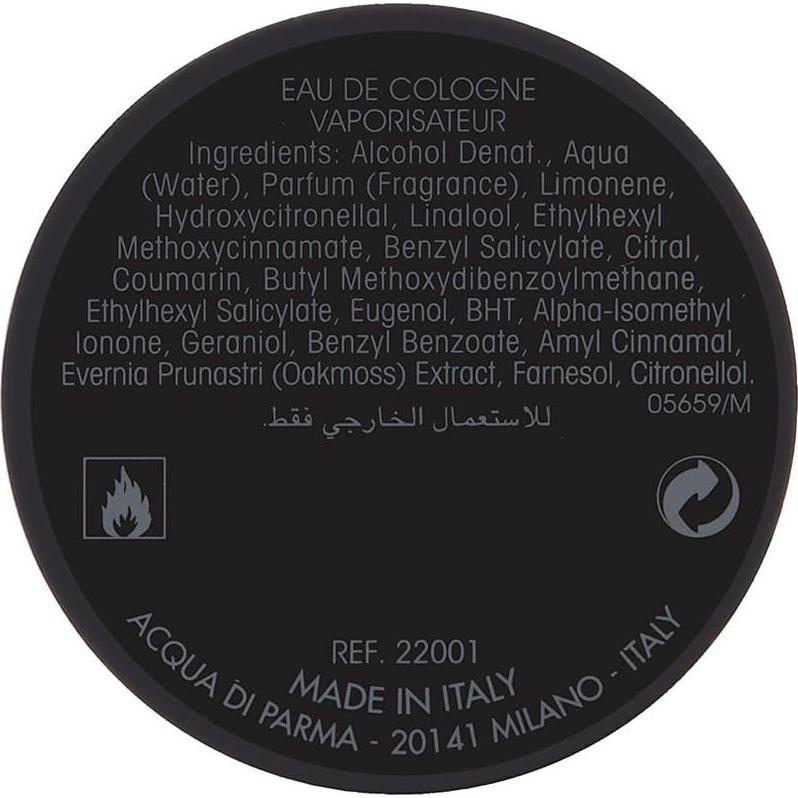 EAU DE COLOGNE
VAPORISATEUR
Ingredients: Alcohol Denat., Aqua
(Water), Parfum (Fragrance), Limonene,
Hydroxycitronellal, Linalool, Ethylhexyl
Methoxycinnamate, Benzyl Salicylate, Citral,
Coumarin, Butyl Methoxydibenzoylmethane,
Ethylhexyl Salicylate, Eugenol, BHT, Alpha-Isomethyl
Ionone, Geraniol, Benzyl Benzoate, Amyl Cinnamal,
Evernia Prunastri (Oakmoss) Extract, Farnesol, Citronellol.
05659/M
للاستعمال الخارجي فقط.
REF. 22001
MADE IN ITALY
ACQUA DI PARMA - 20141 MILANO - ITALY